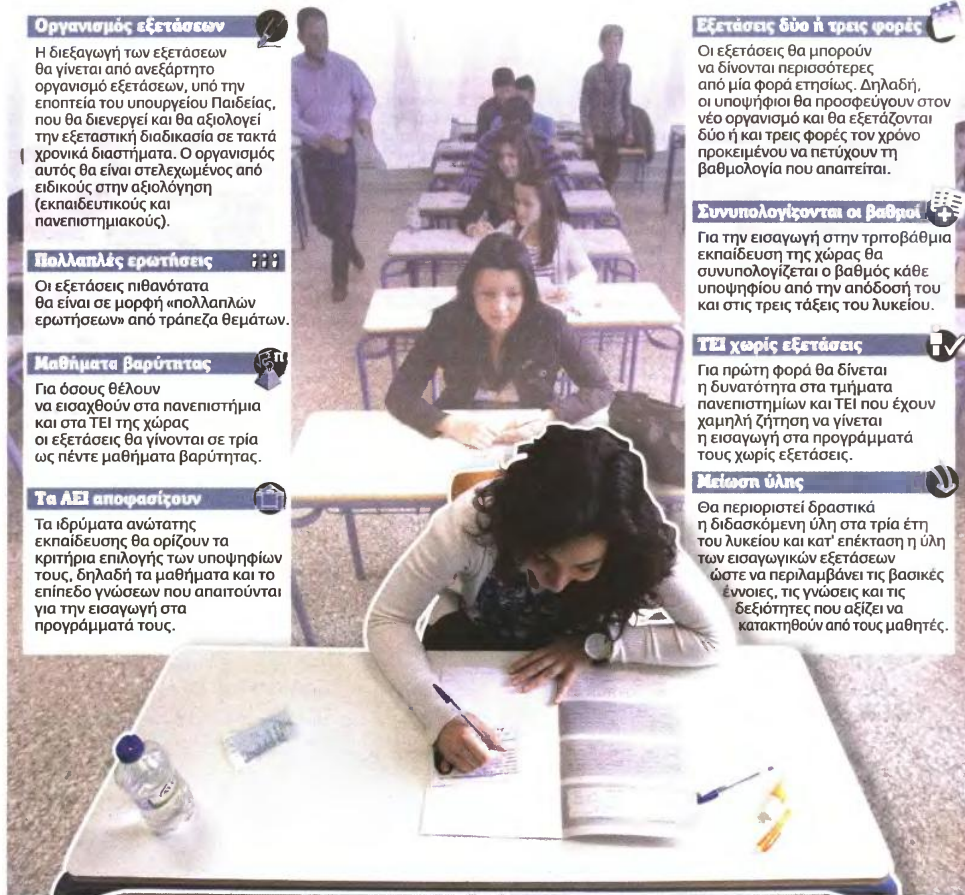 Οργανισμός εξετάσεων
Η διεξαγωγή των εξετάσεων
θα γίνεται από ανεξάρτητο
οργανισμό εξετάσεων, υπό την
εποπτεία του υπουργείου Παιδείας,
που θα διενεργεί και θα αξιολογεί
την εξεταστική διαδικασία σε τακτά
χρονικά διαστήματα. Ο οργανισμός
αυτός θα είναι στελεχωμένος από
ειδικούς στην αξιολόγηση
(εκπαιδευτικούς και
πανεπιστημιακούς).
Πολλαπλές ερωτήσεις
Οι εξετάσεις πιθανότατα
θα είναι σε μορφή «πολλαπλών
ερωτήσεων» από τράπεζα θεμάτων.
Μαθήματα βαρύτητας
Για όσους θέλουν
να εισαχθούν στα πανεπιστήμια
και στα ΤΕΙ της χώρας
οι εξετάσεις θα γίνονται σε τρία
ως πέντε μαθήματα βαρύτητας.
Τα ΑΕΙ αποφασίζουν
Τα ιδρύματα ανώτατης
εκπαίδευσης θα ορίζουν τα
κριτήρια επιλογής των υποψηφίων
τους, δηλαδή τα μαθήματα και το
επίπεδο γνώσεων που απαιτούνται
για την εισαγωγή στα
προγράμματά τους.
Εξετάσεις δύο ή τρεις φορές
Οι εξετάσεις θα μπορούν
να δίνονται περισσότερες
από μία φορά ετησίως. Δηλαδή,
οι υποψήφιοι θα προσφεύγουν στον
νέο οργανισμό και θα εξετάζονται
δύο ή και τρεις φορές τον χρόνο
προκειμένου να πετύχουν τη
βαθμολογία που απαιτείται.
Συνυπολογίζονται οι βαθμοί
Για την εισαγωγή στην τριτοβάθμια
εκπαίδευση της χώρας θα
συνυπολογίζεται ο βαθμός κάθε
υποψηφίου από την απόδοσή του
και στις τρεις τάξεις του λυκείου.
ΤΕΙ χωρίς εξετάσεις
Για πρώτη φορά θα δίνεται
η δυνατότητα στα τμήματα
πανεπιστημίων και ΤΕΙ που έχουν
χαμηλή ζήτηση να γίνεται
η εισαγωγή στα προγράμματά
τους χωρίς εξετάσεις.
Μείωση ύλης
Θα περιοριστεί δραστικά
η διδασκόμενη ύλη στα τρία έτη
του λυκείου και κατ' επέκταση η ύλη
των εισαγωγικών εξετάσεων
ώστε να περιλαμβάνει τις βασικές
έννοιες, τις γνώσεις και τις
δεξιότητες που αξίζει να
κατακτηθούν από τους μαθητές.